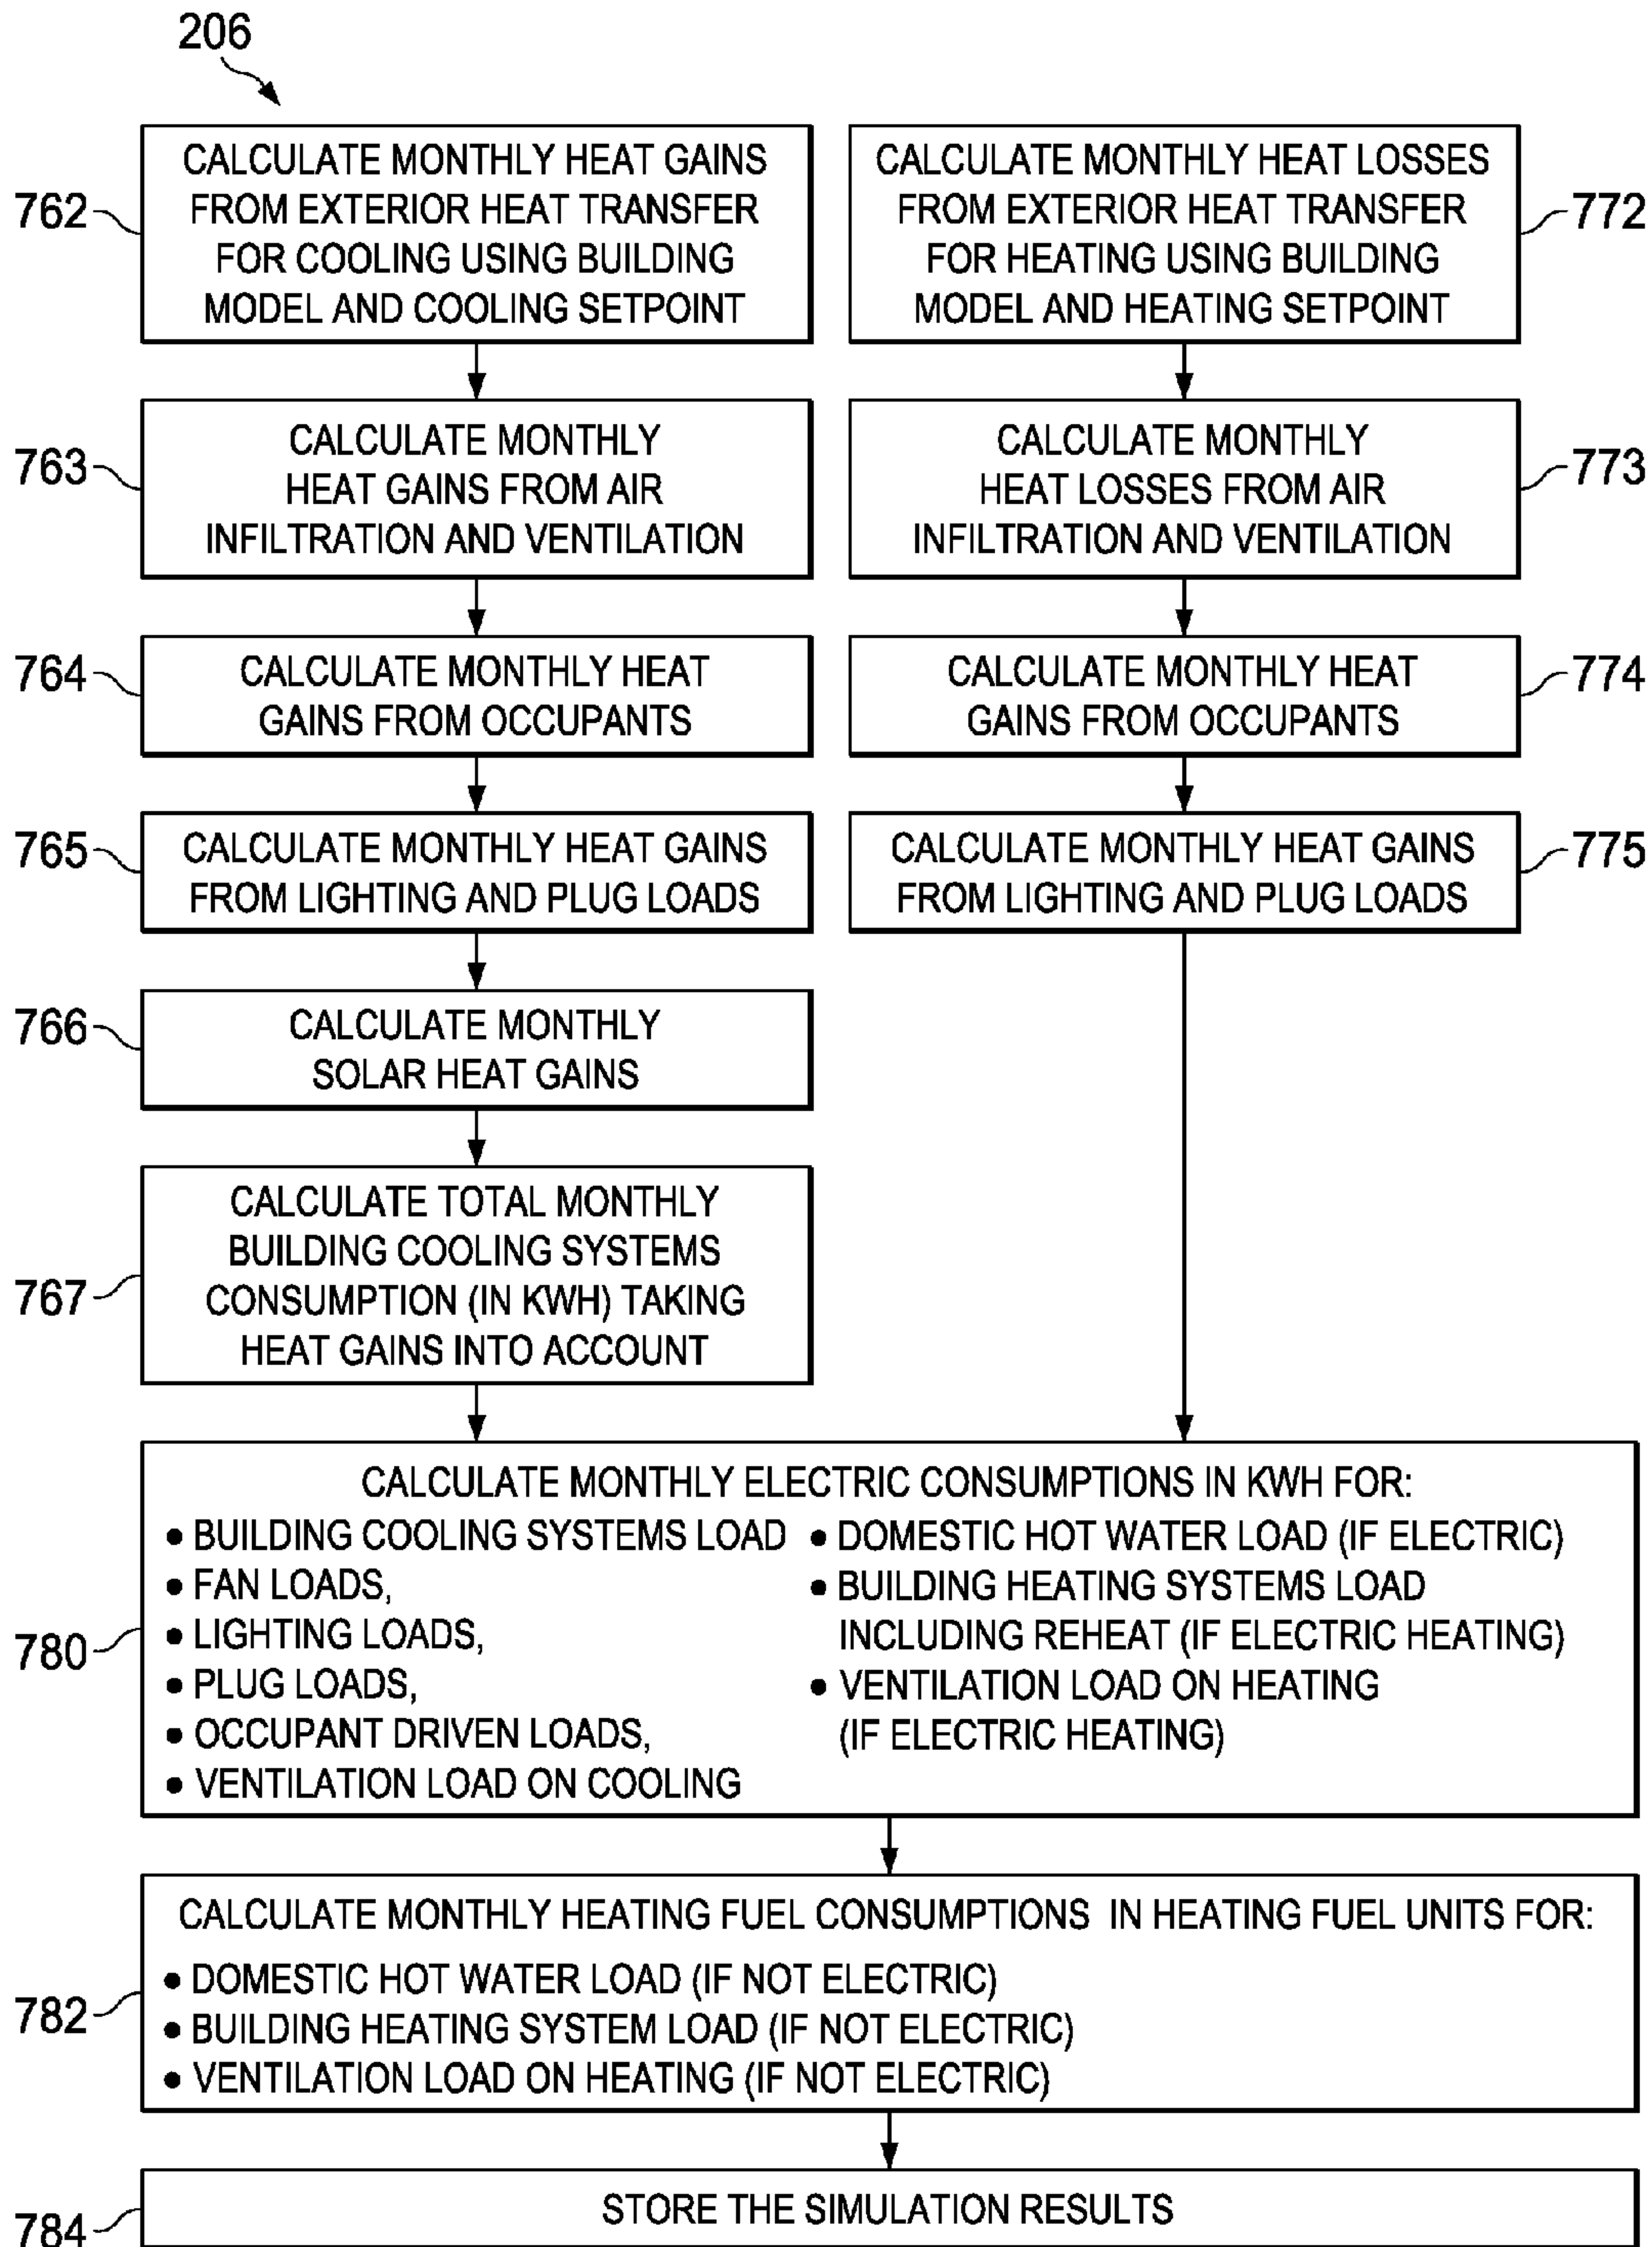 206
762
CALCULATE MONTHLY HEAT GAINS
FROM EXTERIOR HEAT TRANSFER
FOR COOLING USING BUILDING
MODEL AND COOLING SETPOINT
763
CALCULATE MONTHLY
HEAT GAINS FROM AIR
INFILTRATION AND VENTILATION
764
CALCULATE MONTHLY HEAT
GAINS FROM OCCUPANTS
765
CALCULATE MONTHLY HEAT GAINS
FROM LIGHTING AND PLUG LOADS
766
CALCULATE MONTHLY
SOLAR HEAT GAINS
767
CALCULATE TOTAL MONTHLY
BUILDING COOLING SYSTEMS
CONSUMPTION (IN KWH) TAKING
HEAT GAINS INTO ACCOUNT
CALCULATE MONTHLY HEAT LOSSES
FROM EXTERIOR HEAT TRANSFER
FOR HEATING USING BUILDING
MODEL AND HEATING SETPOINT
772
CALCULATE MONTHLY
HEAT LOSSES FROM AIR
INFILTRATION AND VENTILATION
773
CALCULATE MONTHLY HEAT
GAINS FROM OCCUPANTS
774
CALCULATE MONTHLY HEAT GAINS
FROM LIGHTING AND PLUG LOADS
775
780
CALCULATE MONTHLY ELECTRIC CONSUMPTIONS IN KWH FOR:
• BUILDING COOLING SYSTEMS LOAD
• FAN LOADS,
• LIGHTING LOADS,
• PLUG LOADS,
• OCCUPANT DRIVEN LOADS,
• VENTILATION LOAD ON COOLING
• DOMESTIC HOT WATER LOAD (IF ELECTRIC)
• BUILDING HEATING SYSTEMS LOAD
INCLUDING REHEAT (IF ELECTRIC HEATING)
• VENTILATION LOAD ON HEATING
(IF ELECTRIC HEATING)
782
CALCULATE MONTHLY HEATING FUEL CONSUMPTIONS IN HEATING FUEL UNITS FOR:
• DOMESTIC HOT WATER LOAD (IF NOT ELECTRIC)
• BUILDING HEATING SYSTEM LOAD (IF NOT ELECTRIC)
• VENTILATION LOAD ON HEATING (IF NOT ELECTRIC)
784
STORE THE SIMULATION RESULTS